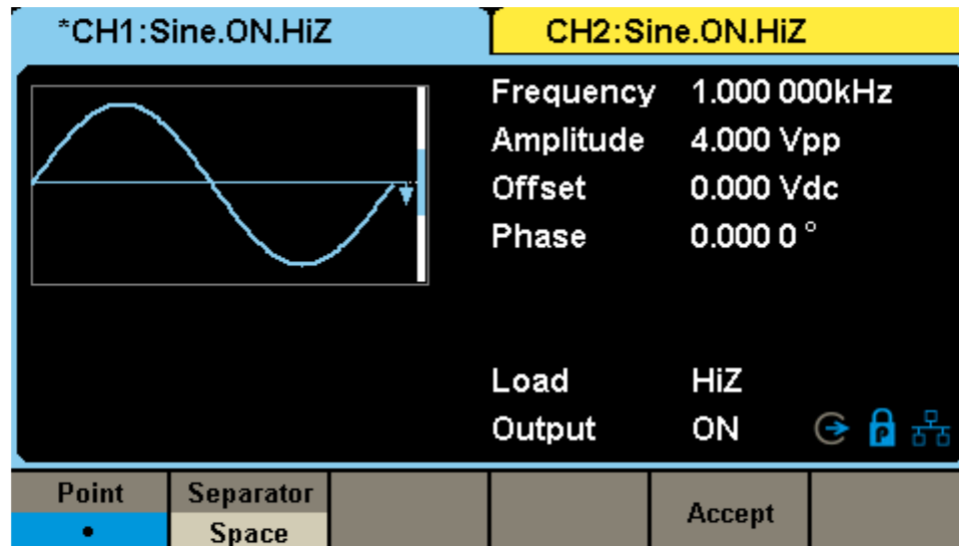 *CH1:Sine.ON.HiZ
CH2:Sine.ON.HiZ
Frequency 1.000 000kHz
Amplitude 4.000 Vpp
Offset 0.000 Vdc
Phase 0.000 0 °
Load HiZ
Output ON
P
Point Separator
• Space
Accept